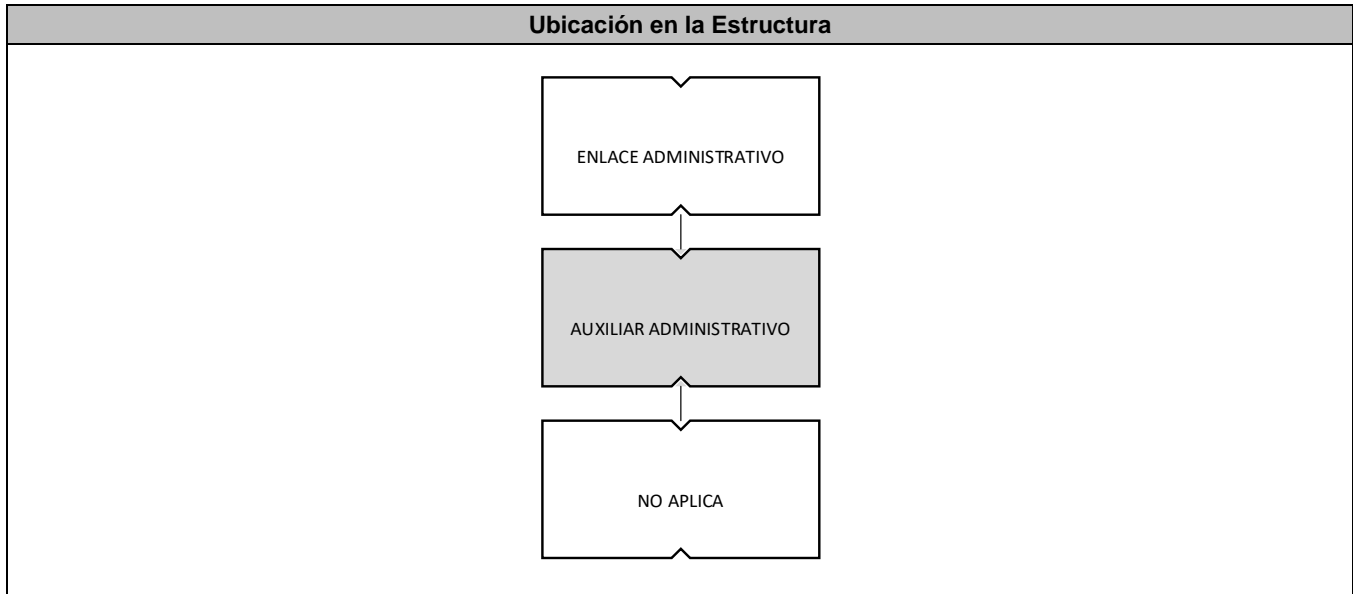 Ubicación en la Estructura
ENLACE ADMINISTRATIVO
AUXILIAR ADMINISTRATIVO
NO APLICA